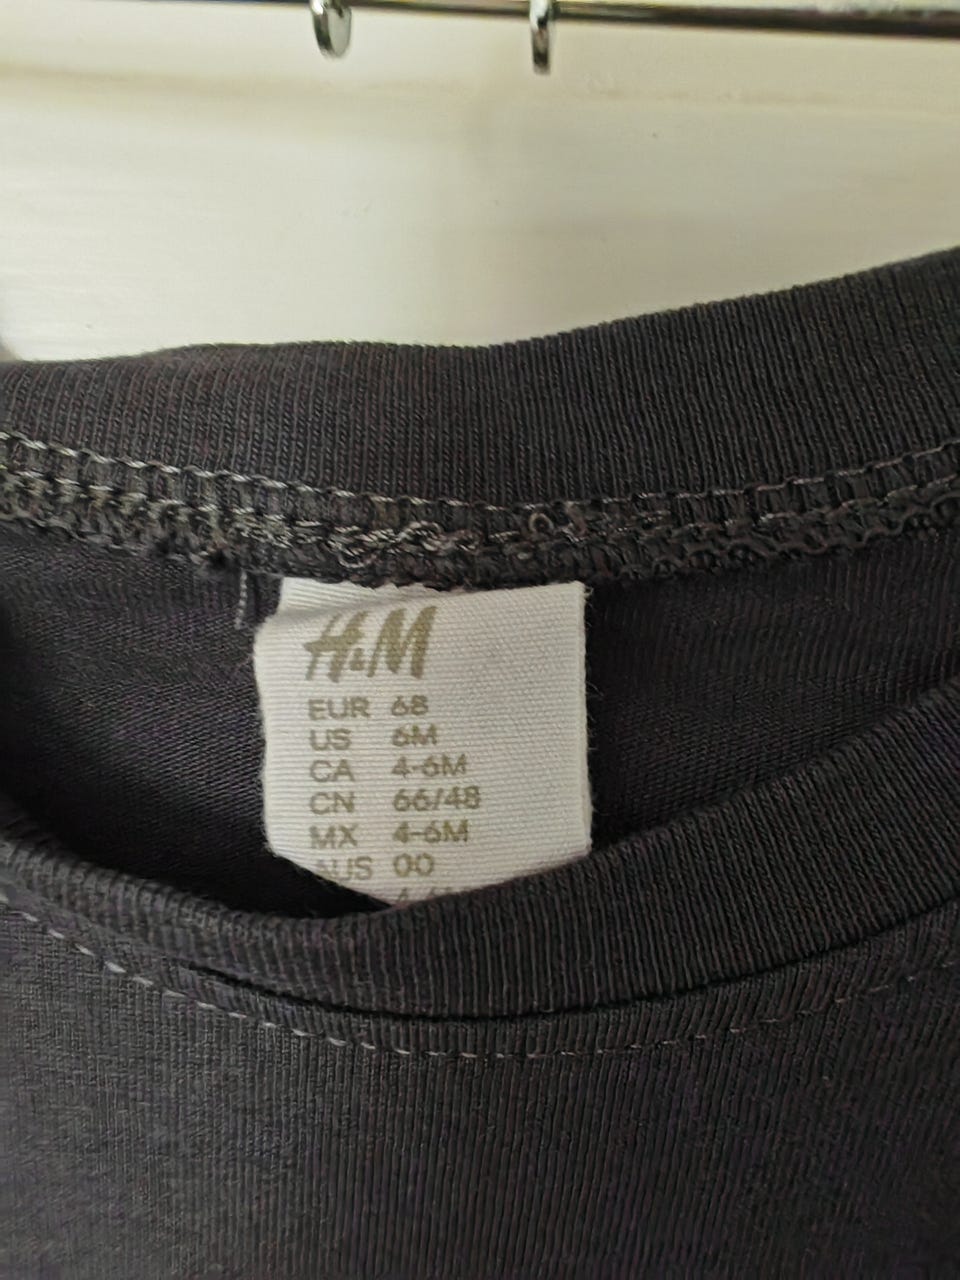 H&M
EUR 68
US 6M
CA 4-6M
CN 66/48
MX 4-6M
AUS 00